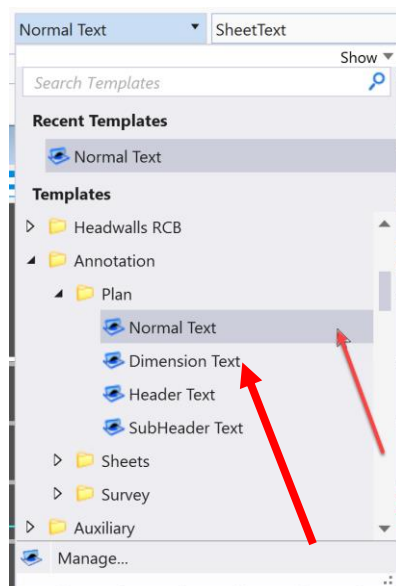 Normal Text SheetText
Show
Search Templates
Recent Templates
Normal Text
Templates
Headwalls RCB
Annotation
Plan
Normal Text
Dimension Text
Header Text
SubHeader Text
Sheets
Survey
Auxiliary
Manage...